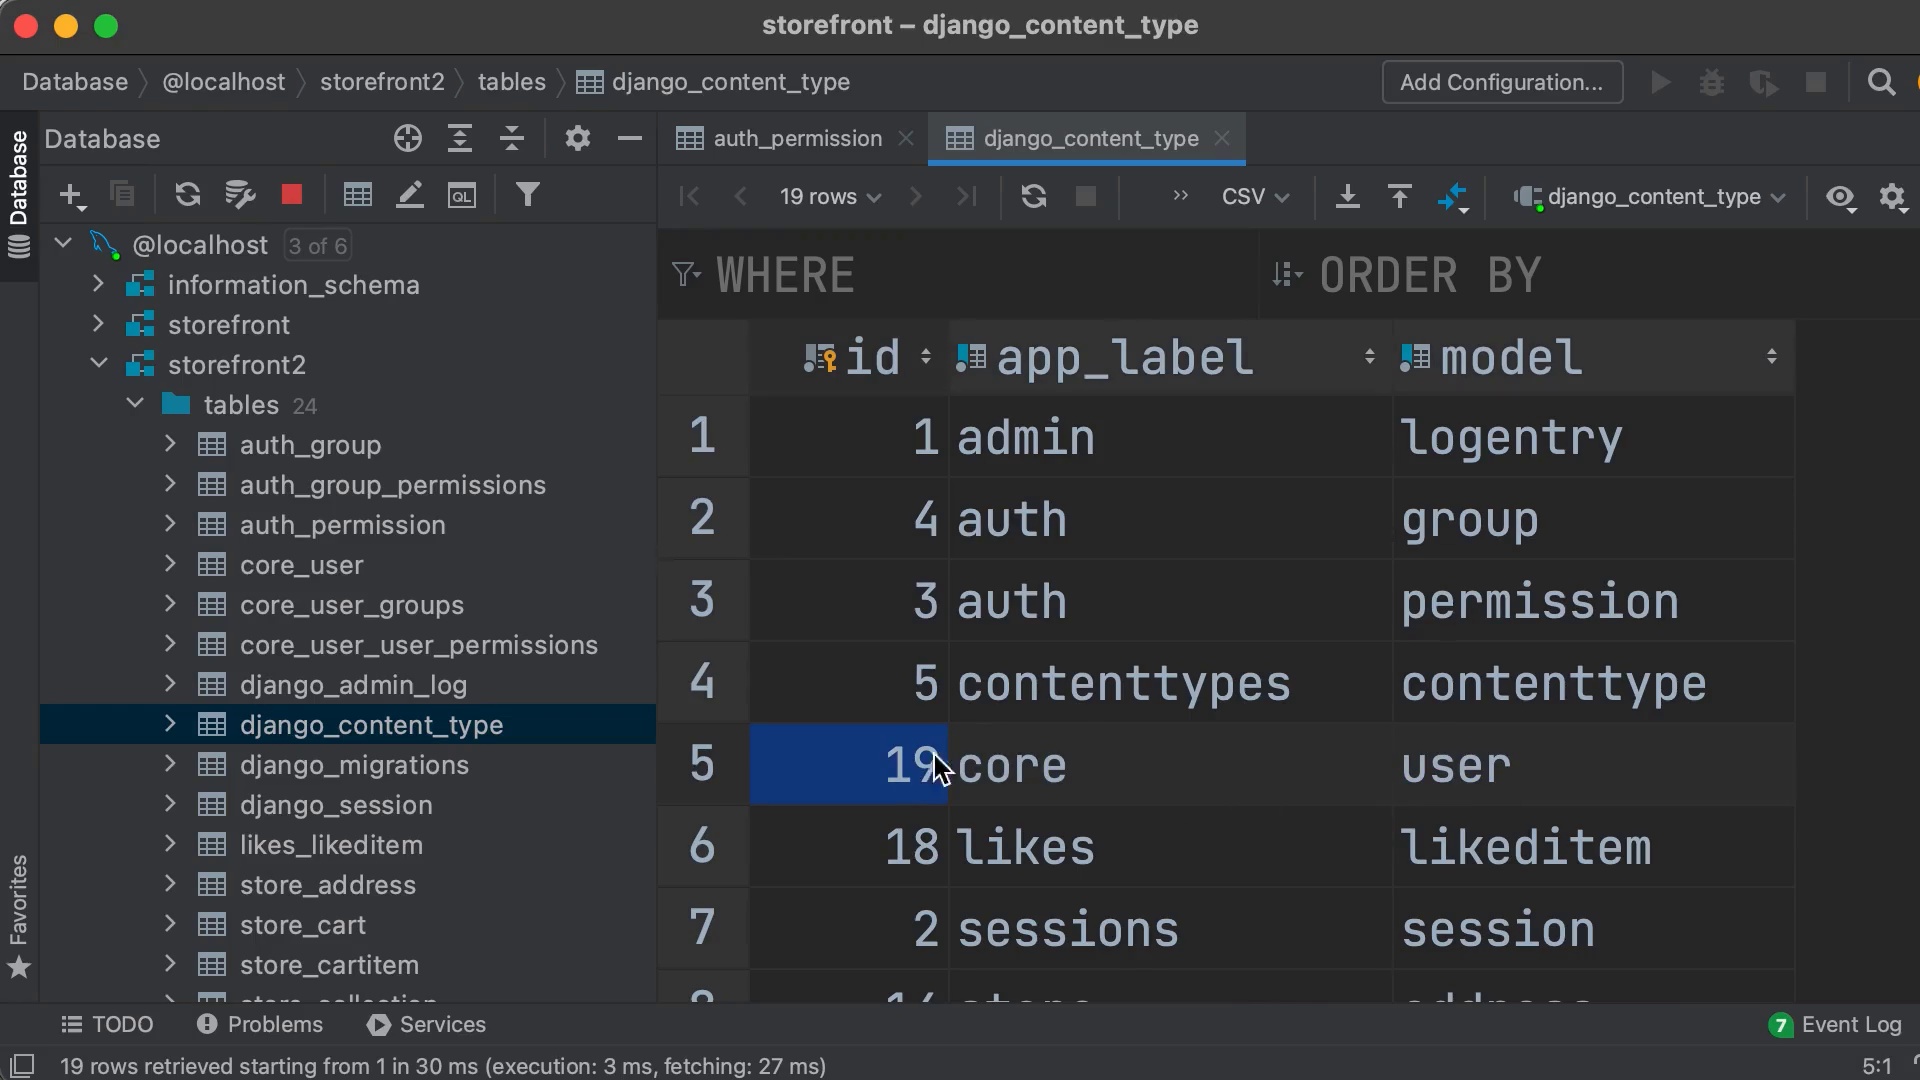 storefront – django_content_type
Database @localhost storefront2 tables django_content_type
Add Configuration...
Database
Database
auth_permission
django_content_type
19 rows
CSV
django_content_type
QL
@localhost 3 of 6
information_schema
storefront
storefront2
tables 24
auth_group
auth_group_permissions
auth_permission
core_user
core_user_groups
core_user_user_permissions
django_admin_log
django_content_type
django_migrations
django_session
likes_likeditem
store_address
store_cart
store_cartitem
WHERE
ORDER BY
id app_label model
1 1 admin logentry
2 4 auth group
3 3 auth permission
4 5 contenttypes contenttype
5 19 core user
6 18 likes likeditem
7 2 sessions session
Favorites
TODO Problems Services
7 Event Log
19 rows retrieved starting from 1 in 30 ms (execution: 3 ms, fetching: 27 ms)
5:1